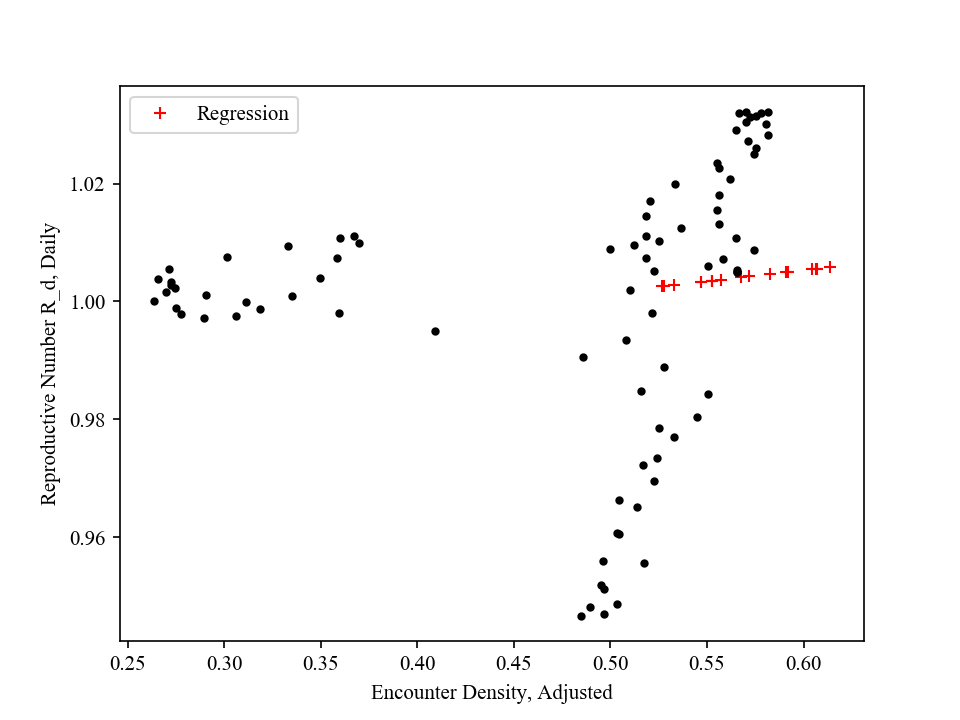 Regression
1.02
1.00
0.98
0.96
Reproductive Number R_d, Daily
0.25 0.30 0.35 0.40 0.45 0.50 0.55 0.60
Encounter Density, Adjusted